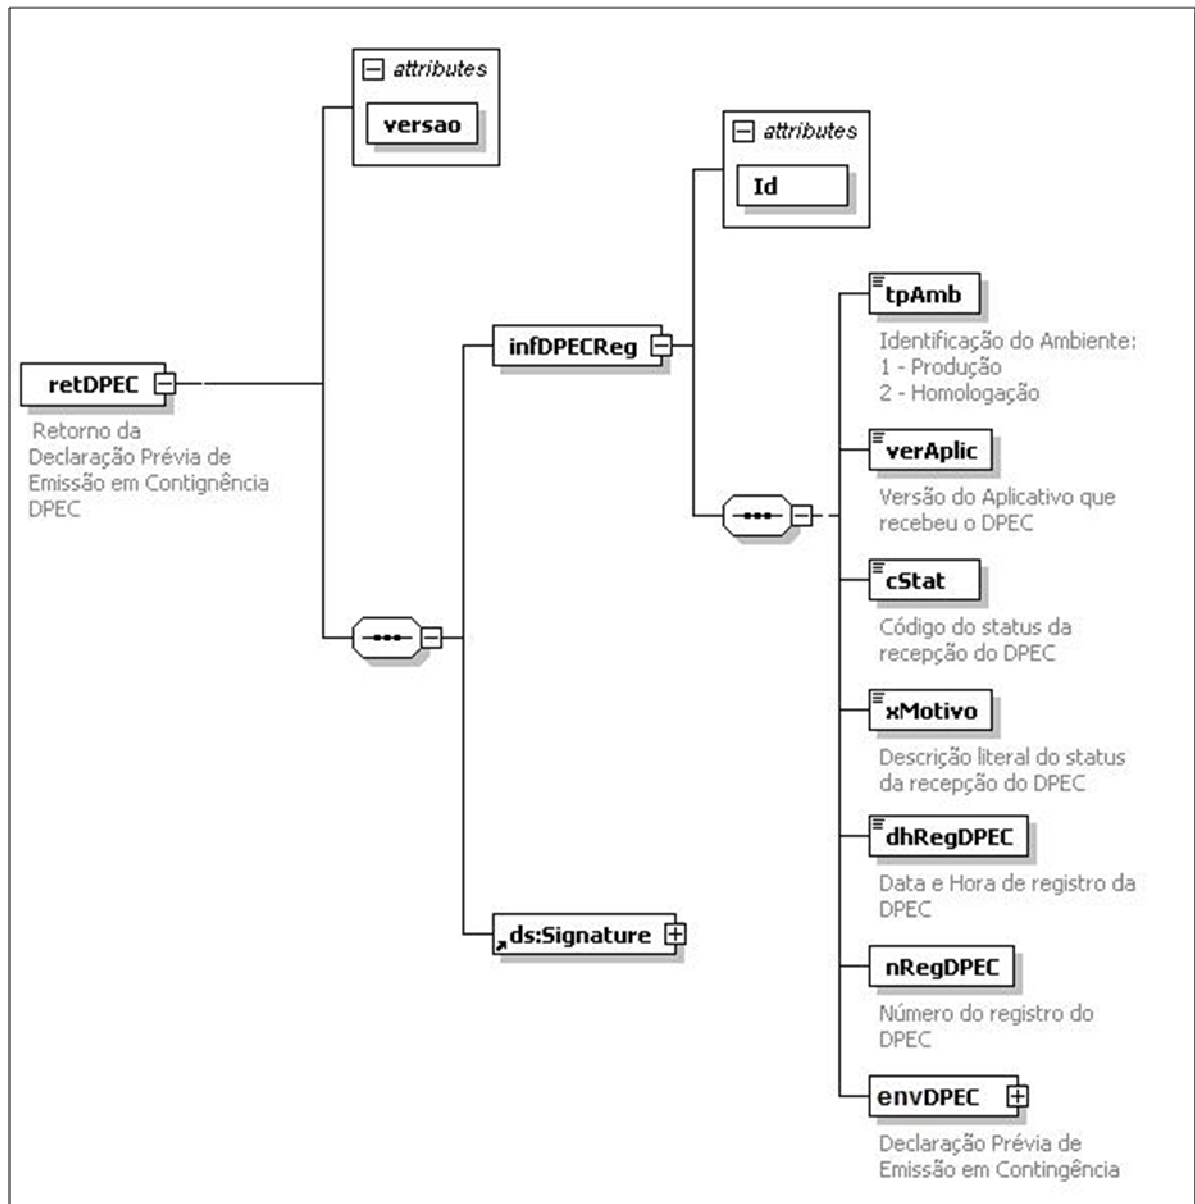 attributes
versao
attributes
Id
retDPEC
Retorno da
Declaração Prévia de
Emissão em Contignência
DPEC
infDPECReg
tpAmb
Identificação do Ambiente:
1 - Produção
2 - Homologação
verAplic
Versão do Aplicativo que
recebeu o DPEC
cStat
Código do status da
recepção do DPEC
xMotivo
Descrição literal do status
da recepção do DPEC
dhRegDPEC
Data e Hora de registro da
DPEC
ds:Signature
nRegDPEC
Número do registro do
DPEC
envDPEC
Declaração Prévia de
Emissão em Contingência